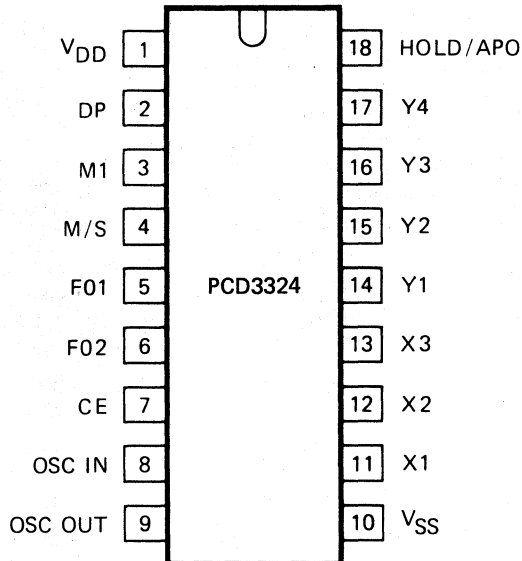 VDD 1 18 HOLD/APO
DP 2 17 Y4
M1 3 16 Y3
M/S 4 15 Y2
F01 5 PCD3324 14 Y1
F02 6 13 X3
CE 7 12 X2
OSC IN 8 11 X1
OSC OUT 9 10 VSS